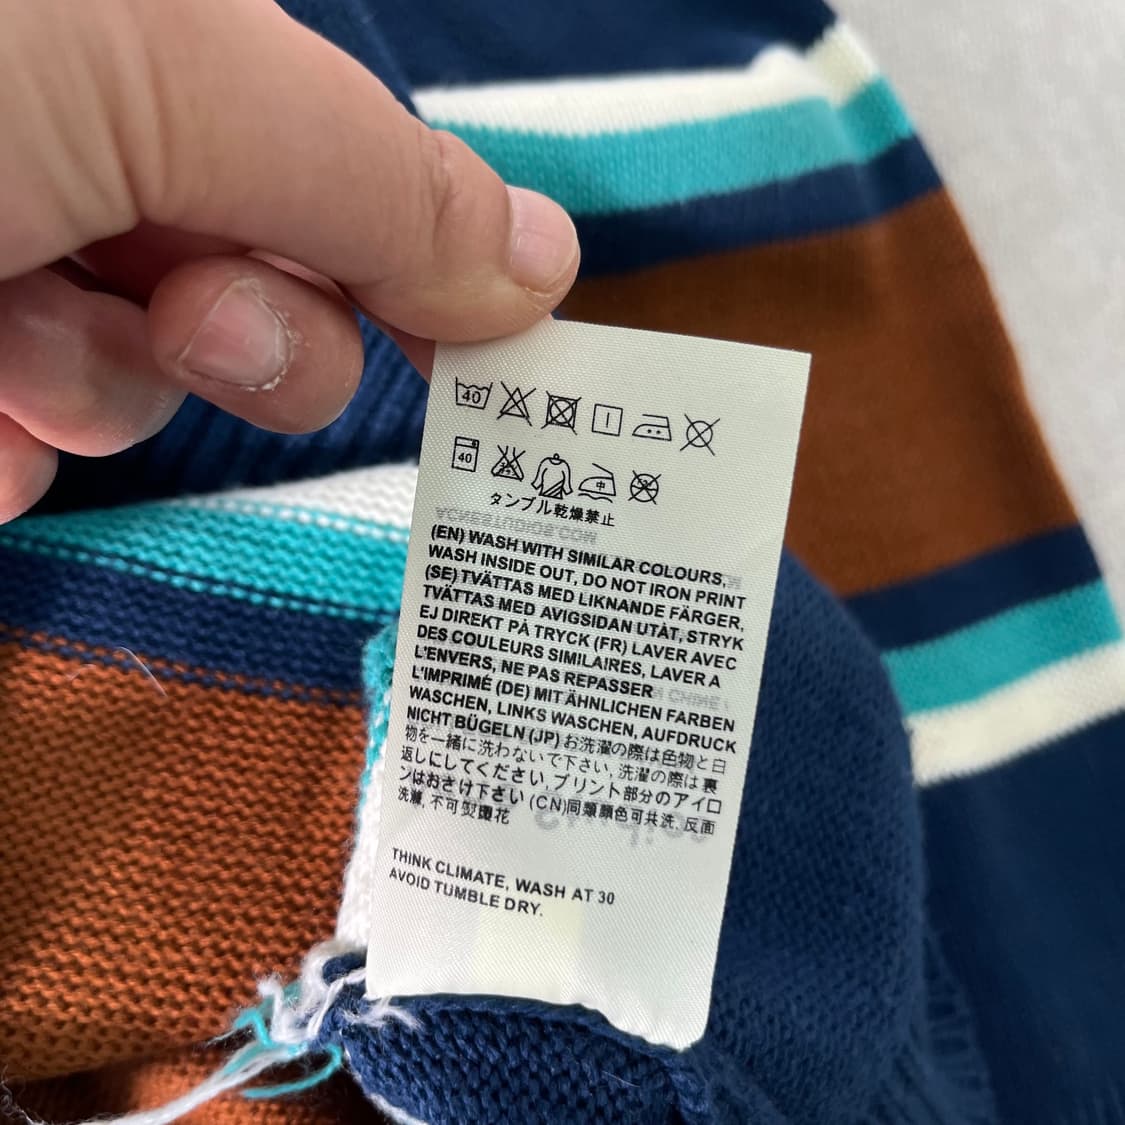 40
40
中
タンブル乾燥禁止
ACNESTUDIOS.COM
(EN) WASH WITH SIMILAR COLOURS,
WASH INSIDE OUT, DO NOT IRON PRINT
(SE) TVÄTTAS MED LIKNANDE FÄRGER,
TVÄTTAS MED AVIGSIDAN UTÅT, STRYK
EJ DIREKT PÅ TRYCK (FR) LAVER AVEC
DES COULEURS SIMILAIRES, LAVER A
L'ENVERS, NE PAS REPASSER
L'IMPRIMÉ (DE) MIT ÄHNLICHEN FARBEN
WASCHEN, LINKS WASCHEN, AUFDRUCK
NICHT BÜGELN (JP) お洗濯の際は色物と白
物を一緒に洗わないで下さい, 洗濯の際は裏
返しにしてください, プリント部分のアイロ
ンはおさけ下さい (CN)同類顏色可共洗, 反面
洗滌, 不可熨燙花
THINK CLIMATE, WASH AT 30
AVOID TUMBLE DRY.